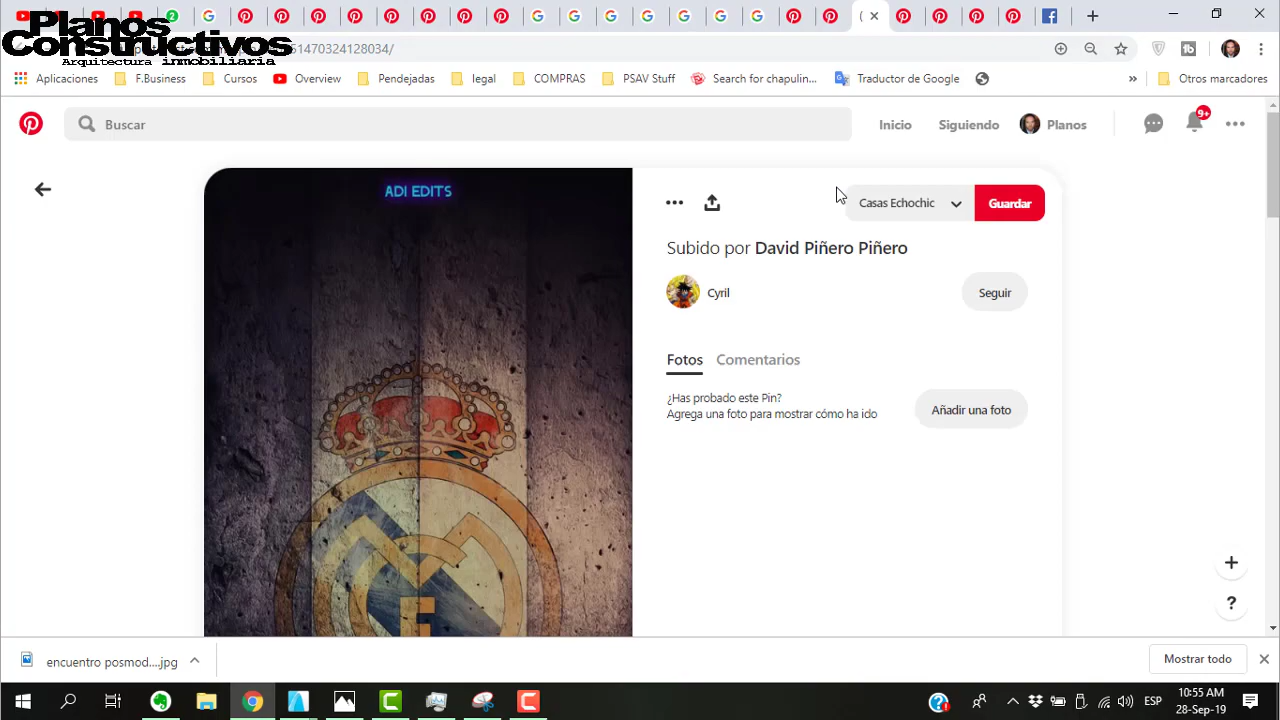 Planos
Constructivos
Arquitectura inmobiliaria
51470324128034/
Aplicaciones
F.Business
Cursos
Overview
Pendejadas
legal
COMPRAS
PSAV Stuff
Search for chapulin...
Traductor de Google
»
Otros marcadores
Buscar
Inicio
Siguiendo
Planos
9+
ADI EDITS
Casas Echochic
Guardar
Subido por David Piñero Piñero
Cyril
Seguir
Fotos
Comentarios
¿Has probado este Pin?
Agrega una foto para mostrar cómo ha ido
Añadir una foto
?
encuentro posmod....jpg
Mostrar todo
ESP
10:55 AM
28-Sep-19